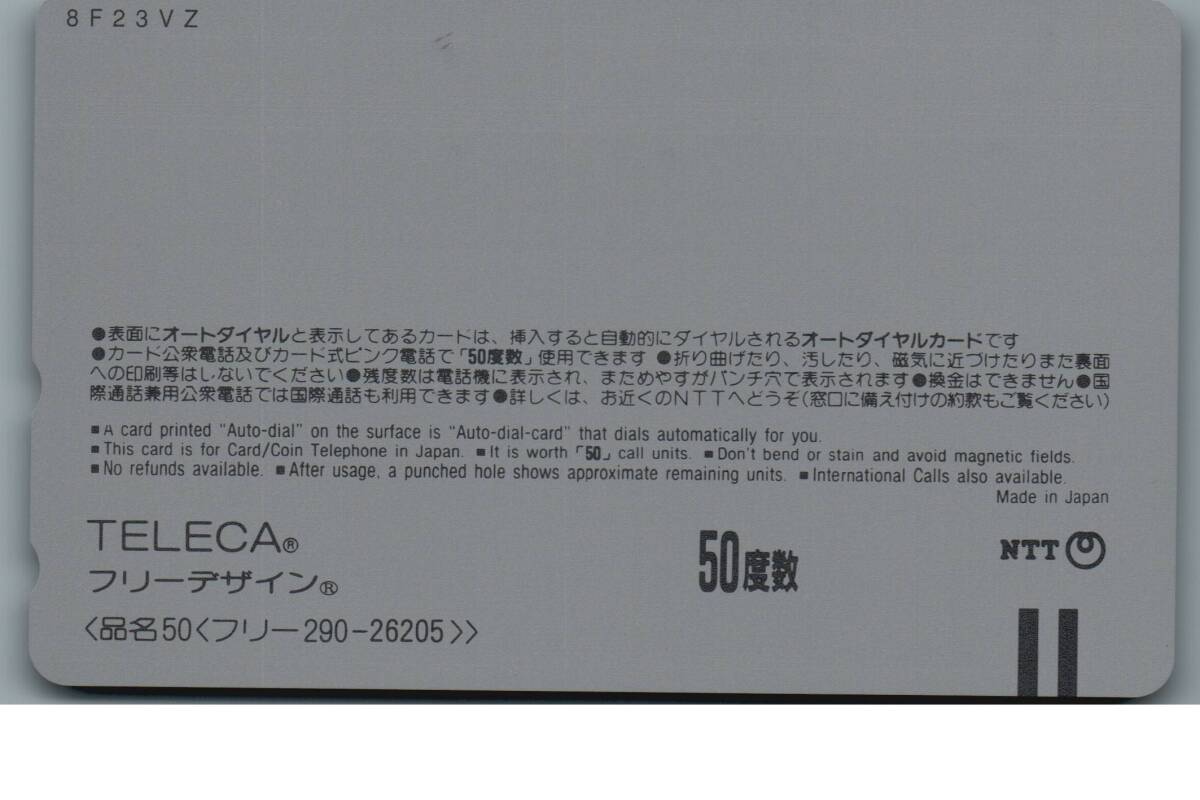 8F23VZ
●表面にオートダイヤルと表示してあるカードは、挿入すると自動的にダイヤルされるオートダイヤルカードです
●カード公衆電話及びカード式ピンク電話で「50度数」使用できます ●折り曲げたり、汚したり、磁気に近づけたりまた裏面
への印刷等はしないでください●残度数は電話機に表示され、まためやすがパンチ穴で表示されます●換金はできません●国
際通話兼用公衆電話では国際通話も利用できます●詳しくは、お近くのNTTへどうぞ(窓口に備え付けの約款もご覧ください)
■A card printed "Auto-dial" on the surface is "Auto-dial-card" that dials automatically for you.
■This card is for Card/Coin Telephone in Japan. ■It is worth「50」call units. ■Don't bend or stain and avoid magnetic fields.
■No refunds available. ■After usage, a punched hole shows approximate remaining units. ■International Calls also available.
Made in Japan
TELECA®
フリーデザイン®
50度数
NTT
〈品名50〈フリー290-26205〉〉